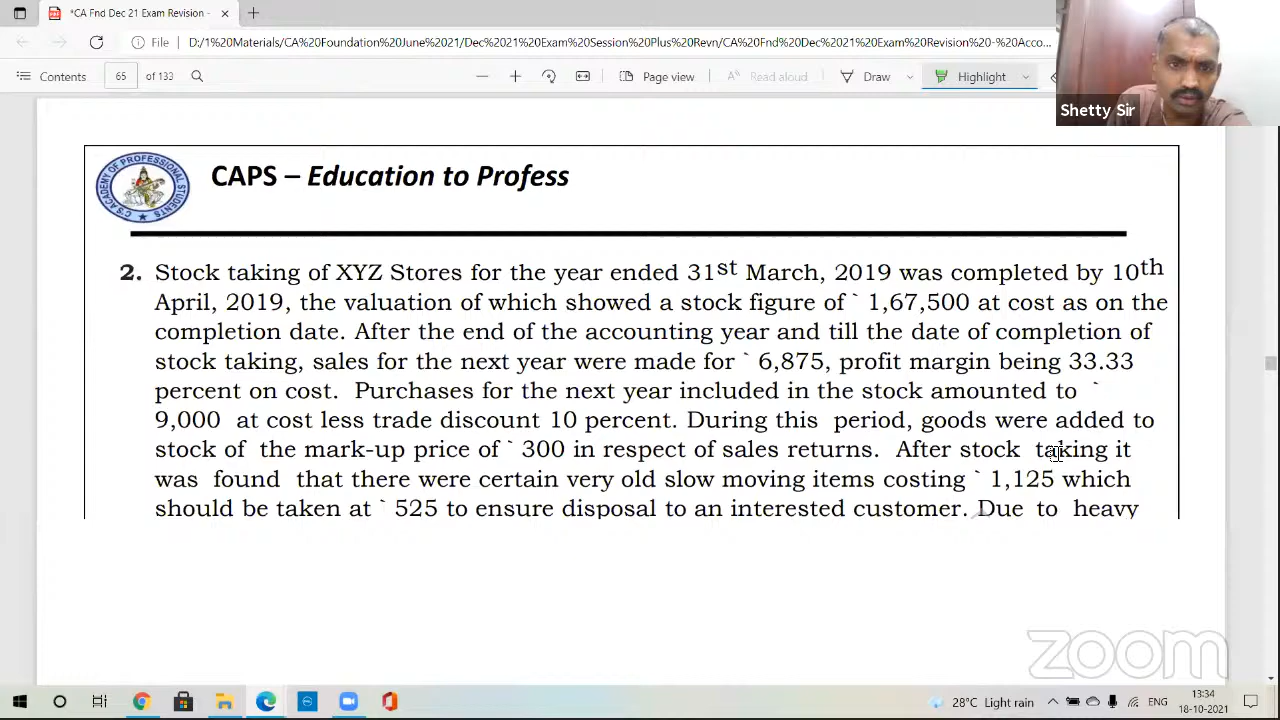 *CA Fnd Dec 21 Exam Revision -
File
D:/1%20Materials/CA%20Foundation%20June%2021/Dec%2021%20Exam%20Session%20Plus%20Revn/CA%20Fnd%20Dec%2021%20Exam%20Revision%20-%20Acco...
Contents
65
of 133
Page view
Read aloud
Draw
Highlight
Shetty Sir
C'S ACADEMY OF PROFESSIONAL STUDENTS
CAPS – Education to Profess
2. Stock taking of XYZ Stores for the year ended 31st March, 2019 was completed by 10th
April, 2019, the valuation of which showed a stock figure of ` 1,67,500 at cost as on the
completion date. After the end of the accounting year and till the date of completion of
stock taking, sales for the next year were made for ` 6,875, profit margin being 33.33
percent on cost. Purchases for the next year included in the stock amounted to `
9,000 at cost less trade discount 10 percent. During this period, goods were added to
stock of the mark-up price of ` 300 in respect of sales returns. After stock taking it
was found that there were certain very old slow moving items costing ` 1,125 which
should be taken at ` 525 to ensure disposal to an interested customer. Due to heavy
zoom
28°C Light rain
ENG
13:34
18-10-2021